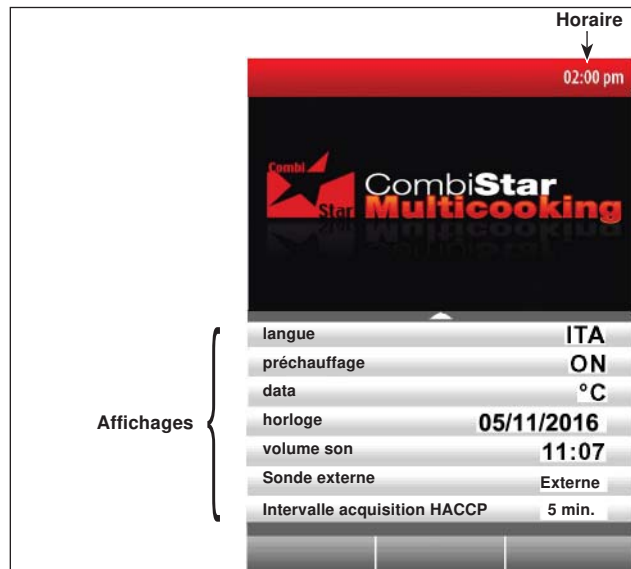 Horaire
02:00 pm
Combi
Star
CombiStar
Multicooking
langue ITA
préchauffage ON
data °C
horloge 05/11/2016
volume son 11:07
Sonde externe Externe
Intervalle acquisition HACCP 5 min.
Affichages